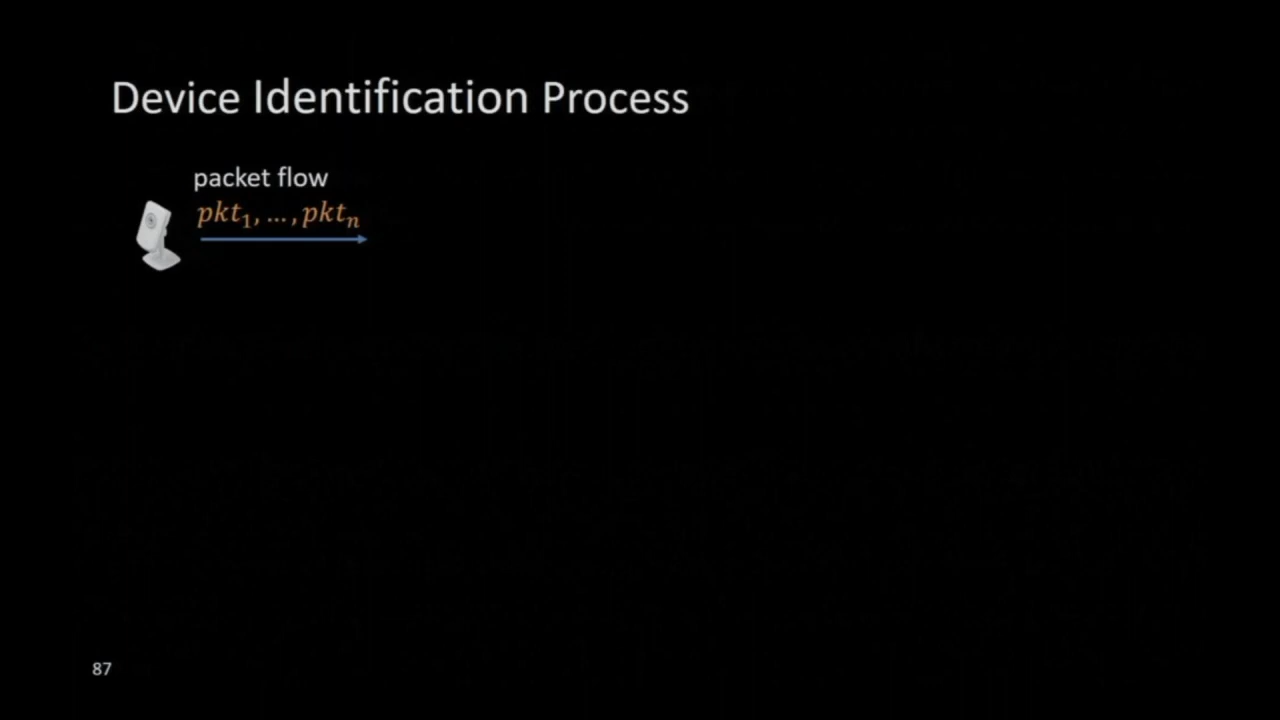 Device Identification Process
packet flow
pkt₁, … , pktₙ
87